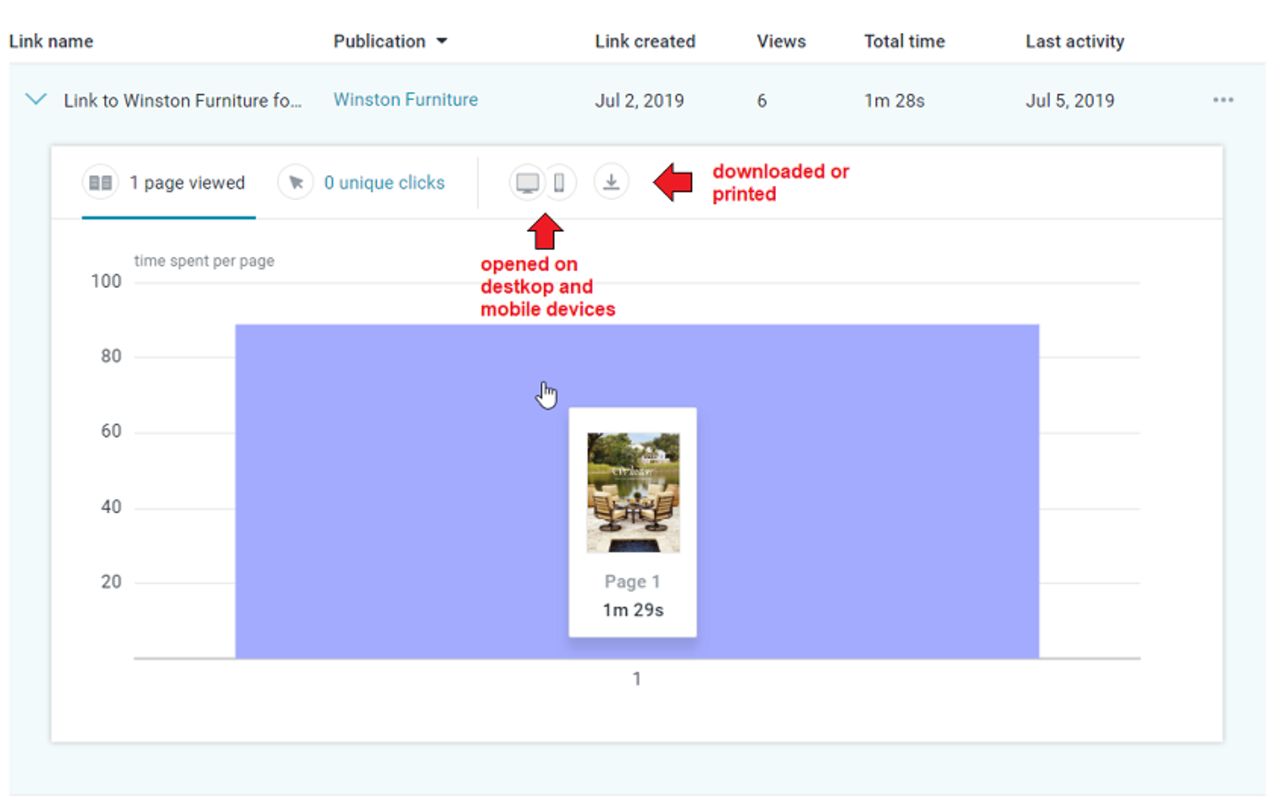 Link name Publication Link created Views Total time Last activity
Link to Winston Furniture fo... Winston Furniture Jul 2, 2019 6 1m 28s Jul 5, 2019
1 page viewed 0 unique clicks
downloaded or
printed
opened on
destkop and
mobile devices
time spent per page
100
80
60
40
20
Page 1
1m 29s
1